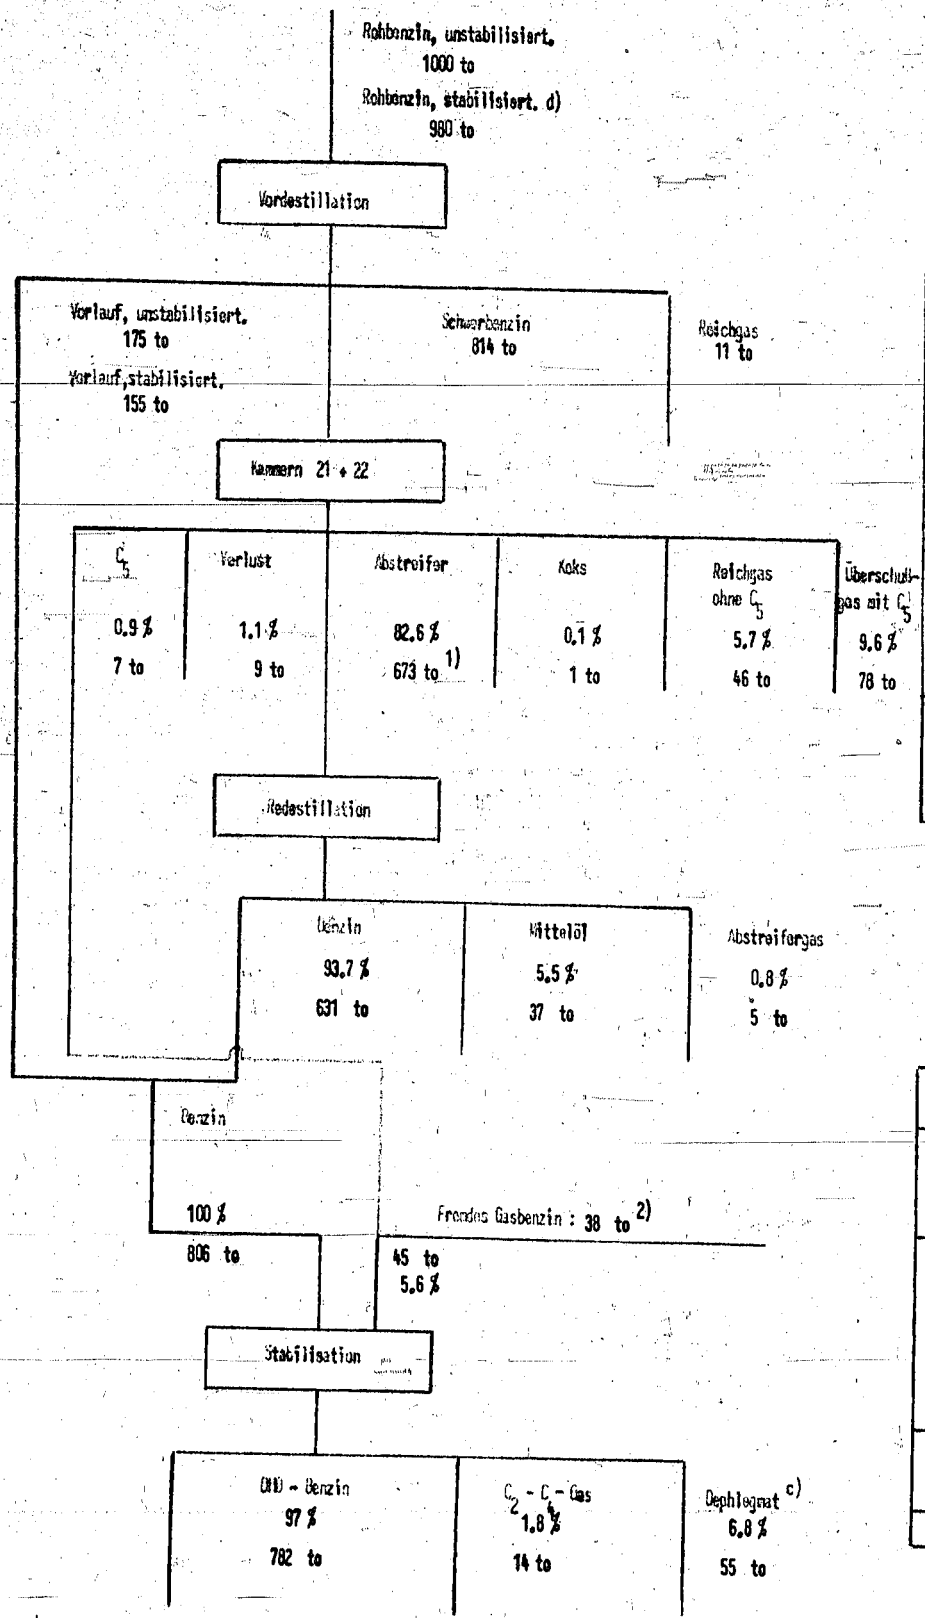 Rohbenzin, unstabilisiert.
1000 to
Rohbenzin, stabilisiert. d)
980 to
Vordestillation
Vorlauf, unstabilisiert.
175 to
Vorlauf, stabilisiert.
155 to
Schwerbenzin
814 to
Reichgas
11 to
Kammern 21 + 22
C5
0.9 %
7 to
Verlust
1.1 %
9 to
Abstreifer
82.6 %
673 to 1)
Koks
0.1 %
1 to
Reichgas
ohne C5
5.7 %
46 to
Überschuß-
gas mit C5
9.6 %
78 to
Redestillation
Benzin
93.7 %
631 to
Mittelöl
5.5 %
37 to
Abstreifergas
0.8 %
5 to
Benzin
100 %
806 to
Fremdes Gasbenzin : 38 to 2)
45 to
5.6 %
Stabilisation
DHD - Benzin
97 %
782 to
C2 - C4 - Gas
1.8 %
14 to
Dephlegmat c)
6.8 %
55 to